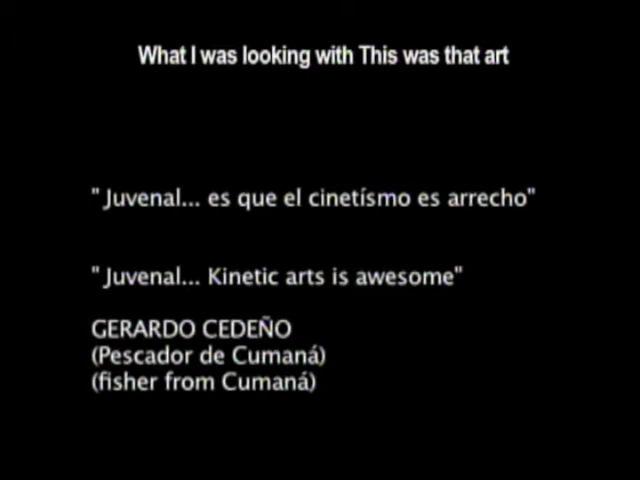 What I was looking with This was that art
" Juvenal... es que el cinetísmo es arrecho"
" Juvenal... Kinetic arts is awesome"
GERARDO CEDEÑO
(Pescador de Cumaná)
(fisher from Cumaná)